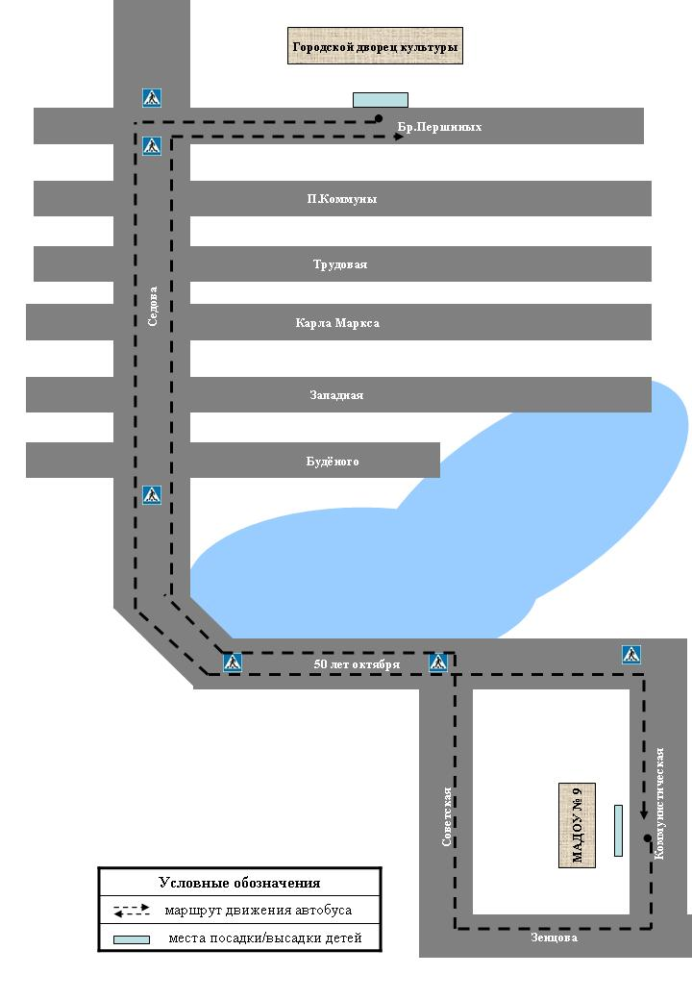 Городской дворец культуры
Бр.Першиных
П.Коммуны
Трудовая
Седова
Карла Маркса
Западная
Будёного
50 лет октября
Коммунистическая
МАДОУ № 9
Советская
Зенцова
Условные обозначения
маршрут движения автобуса
места посадки/высадки детей